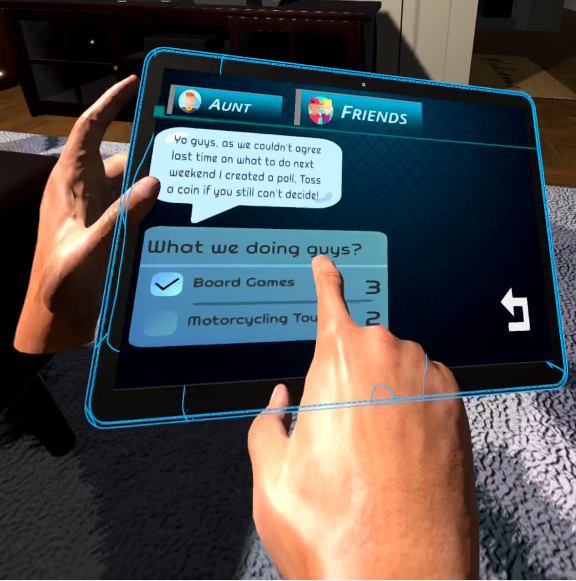 AUNT
FRIENDS
Yo guys, as we couldn't agree
last time on what to do next
weekend I created a poll. Toss
a coin if you still can't decide!
What we doing guys?
Board Games 3
Motorcycling 2